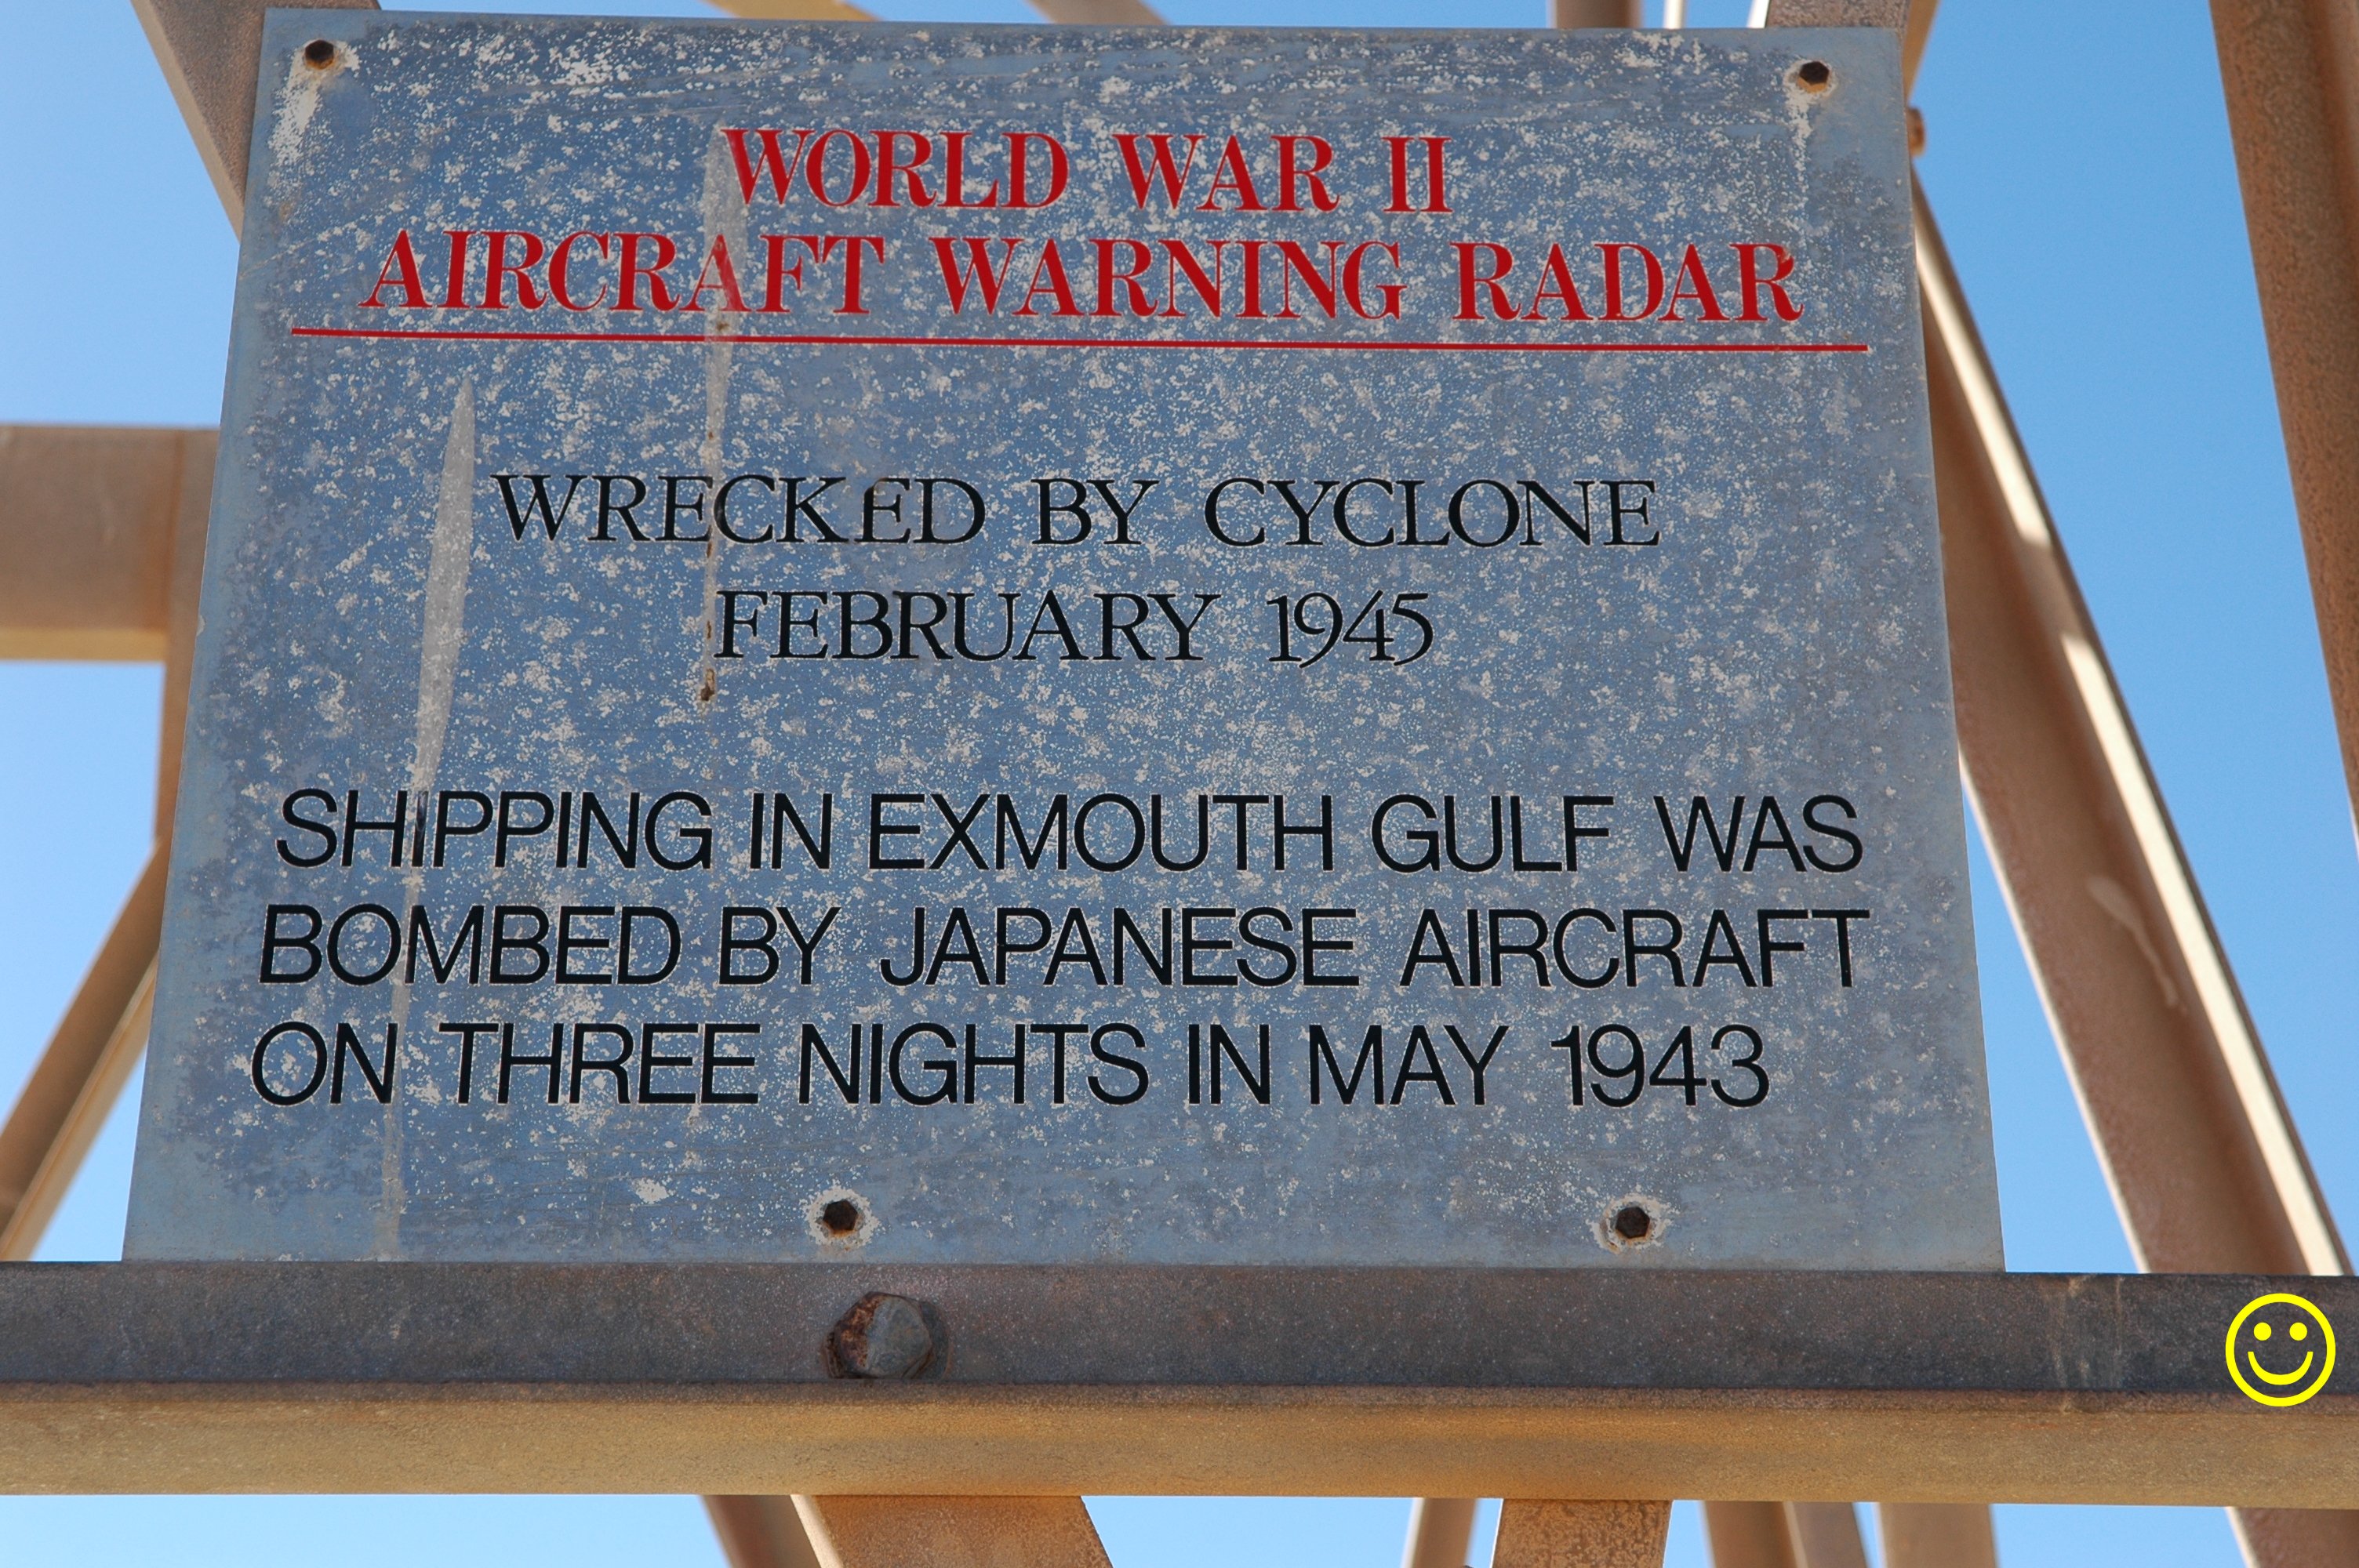 WORLD WAR II
AIRCRAFT WARNING RADAR
WRECKED BY CYCLONE
FEBRUARY 1945
SHIPPING IN EXMOUTH GULF WAS
BOMBED BY JAPANESE AIRCRAFT
ON THREE NIGHTS IN MAY 1943